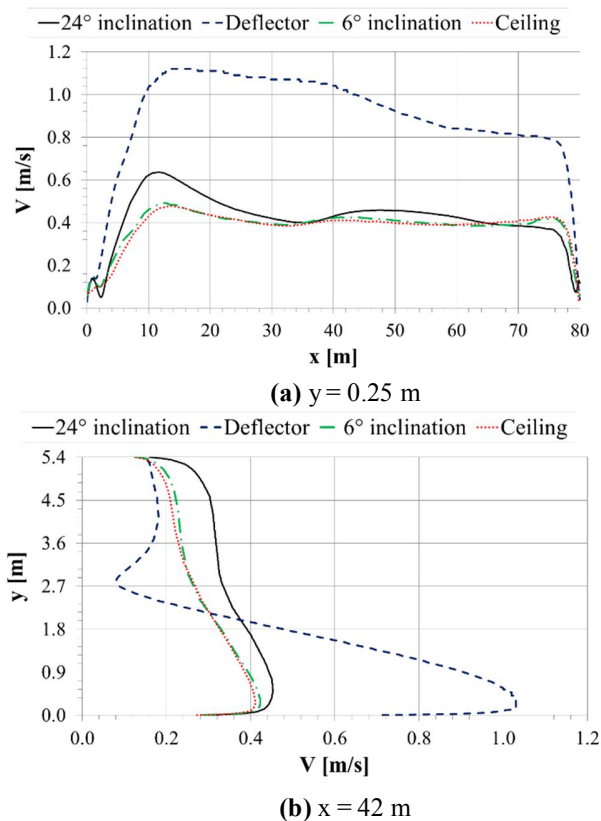 24° inclination Deflector 6° inclination Ceiling
1.2
1.0
0.8
0.6
0.4
0.2
0.0
V [m/s]
0 10 20 30 40 50 60 70 80
x [m]
(a) y = 0.25 m
24° inclination Deflector 6° inclination Ceiling
5.4
4.5
3.6
2.7
1.8
0.9
0.0
y [m]
0.0 0.2 0.4 0.6 0.8 1.0 1.2
V [m/s]
(b) x = 42 m